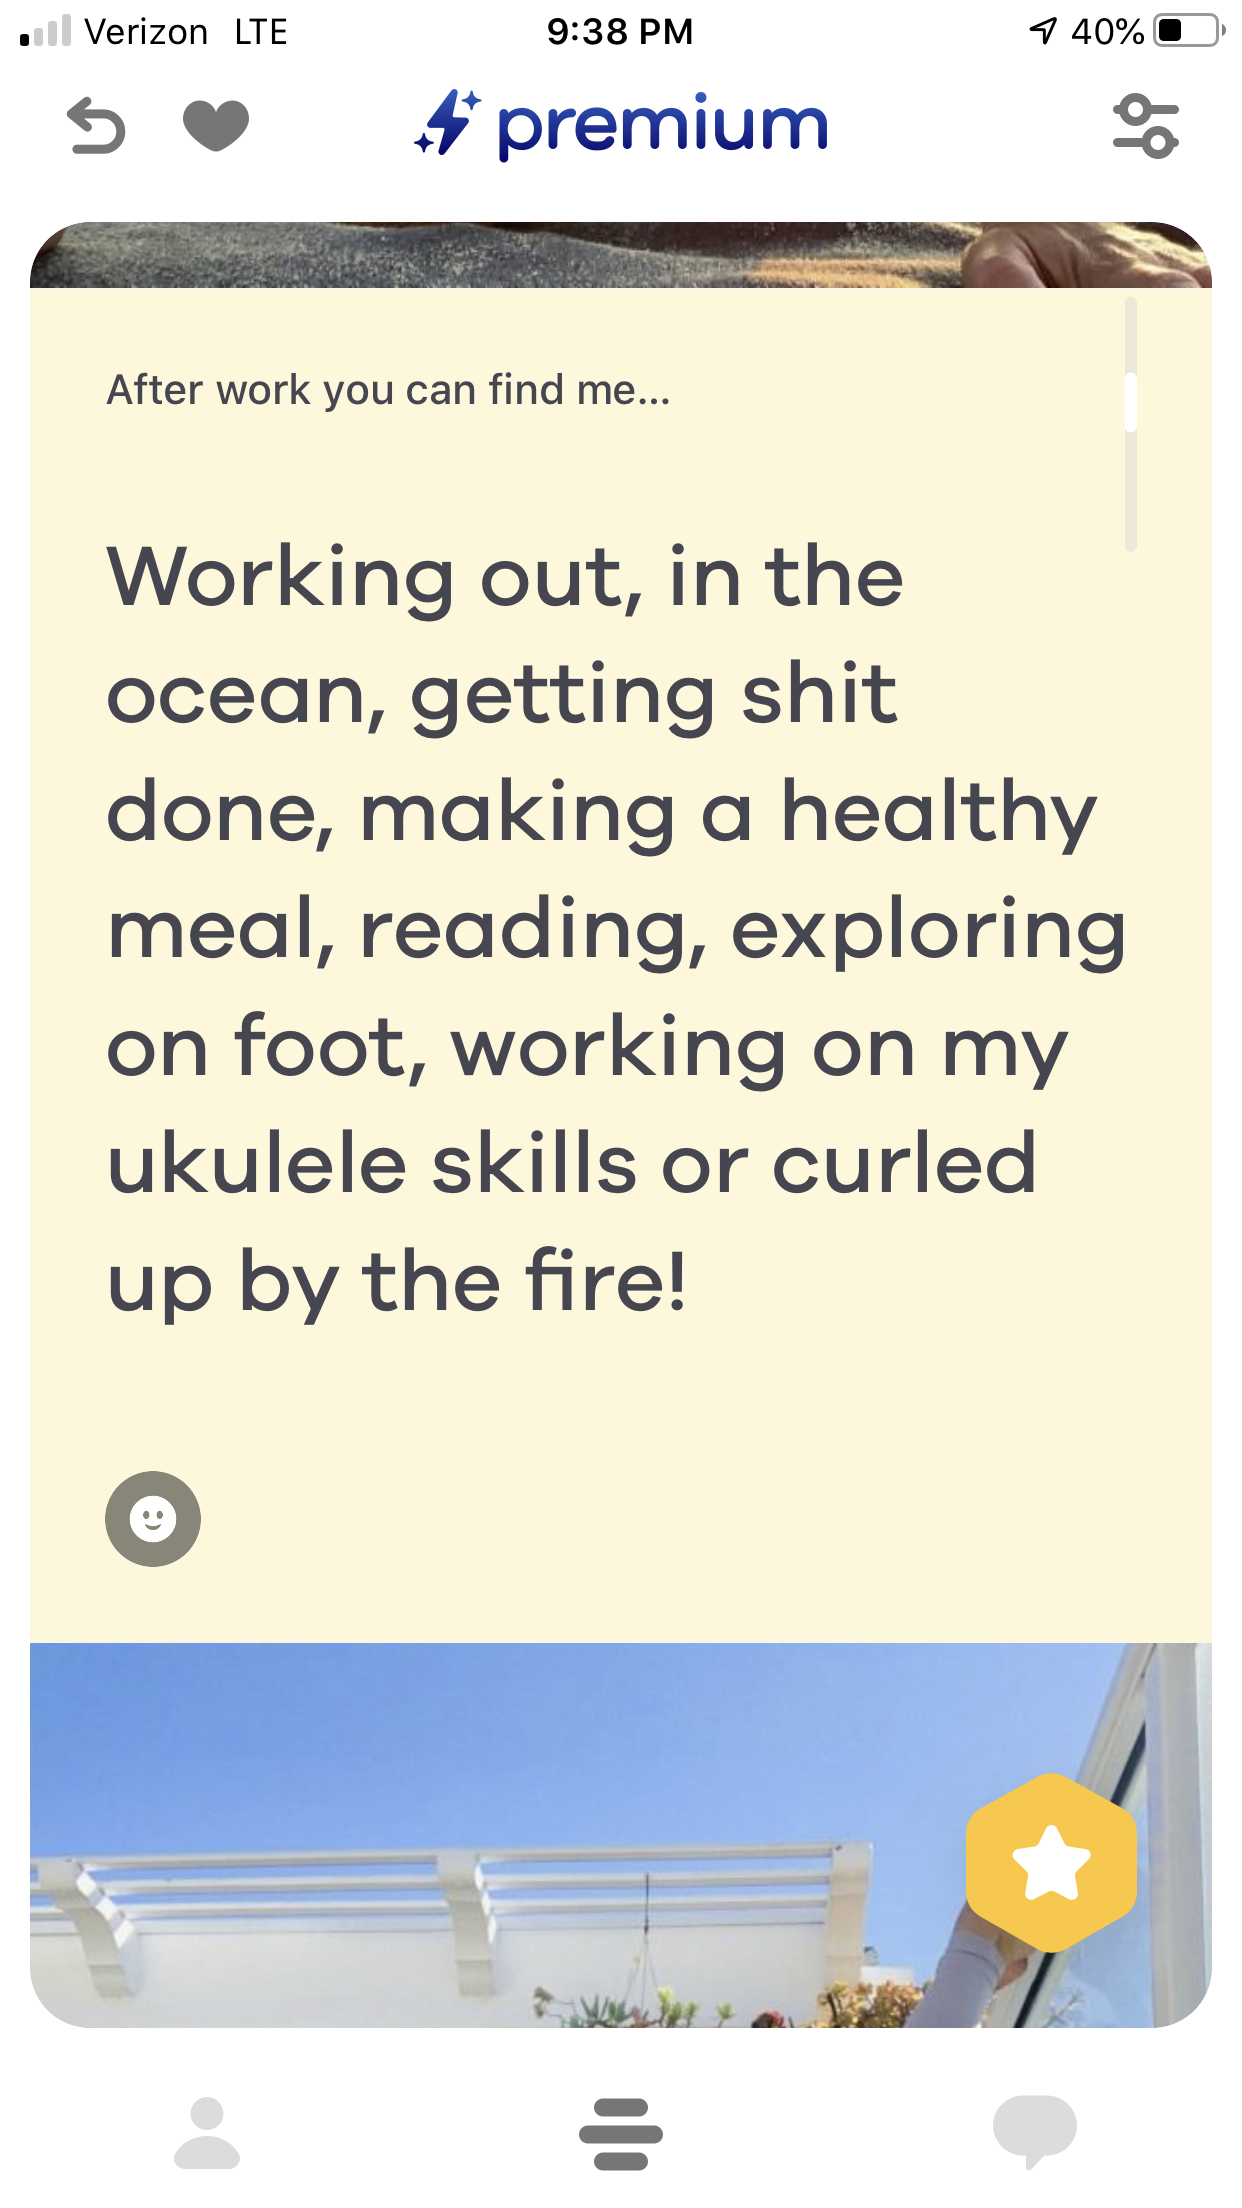 Verizon LTE 9:38 PM 40%
premium
After work you can find me...
Working out, in the
ocean, getting shit
done, making a healthy
meal, reading, exploring
on foot, working on my
ukulele skills or curled
up by the fire!